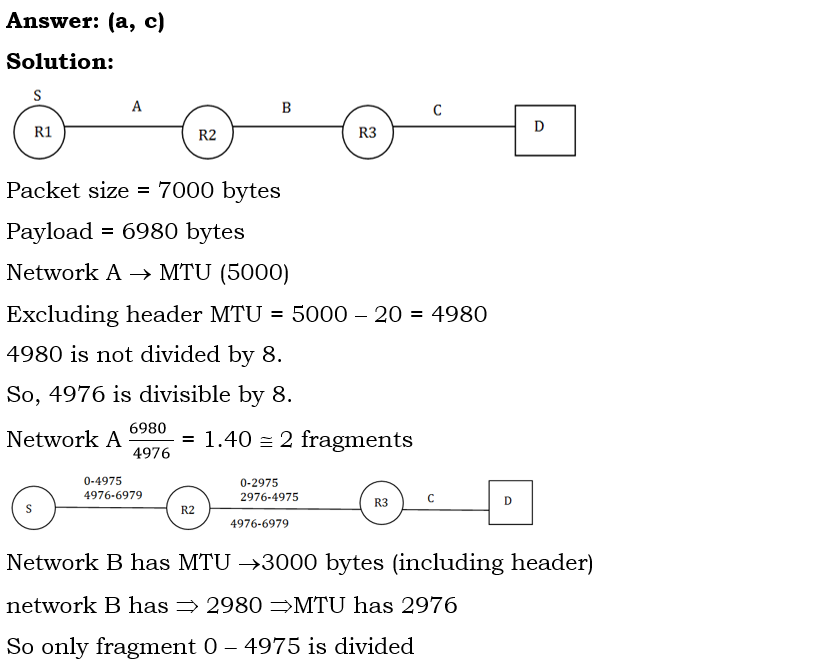 Answer: (a, c)
Solution:
S
A B C
R1 R2 R3 D
Packet size = 7000 bytes
Payload = 6980 bytes
Network A → MTU (5000)
Excluding header MTU = 5000 – 20 = 4980
4980 is not divided by 8.
So, 4976 is divisible by 8.
Network A 6980/4976 = 1.40 ≅ 2 fragments
0-4975 0-2975
4976-6979 2976-4975
S R2 R3 C D
4976-6979
Network B has MTU →3000 bytes (including header)
network B has ⇒ 2980 ⇒MTU has 2976
So only fragment 0 – 4975 is divided